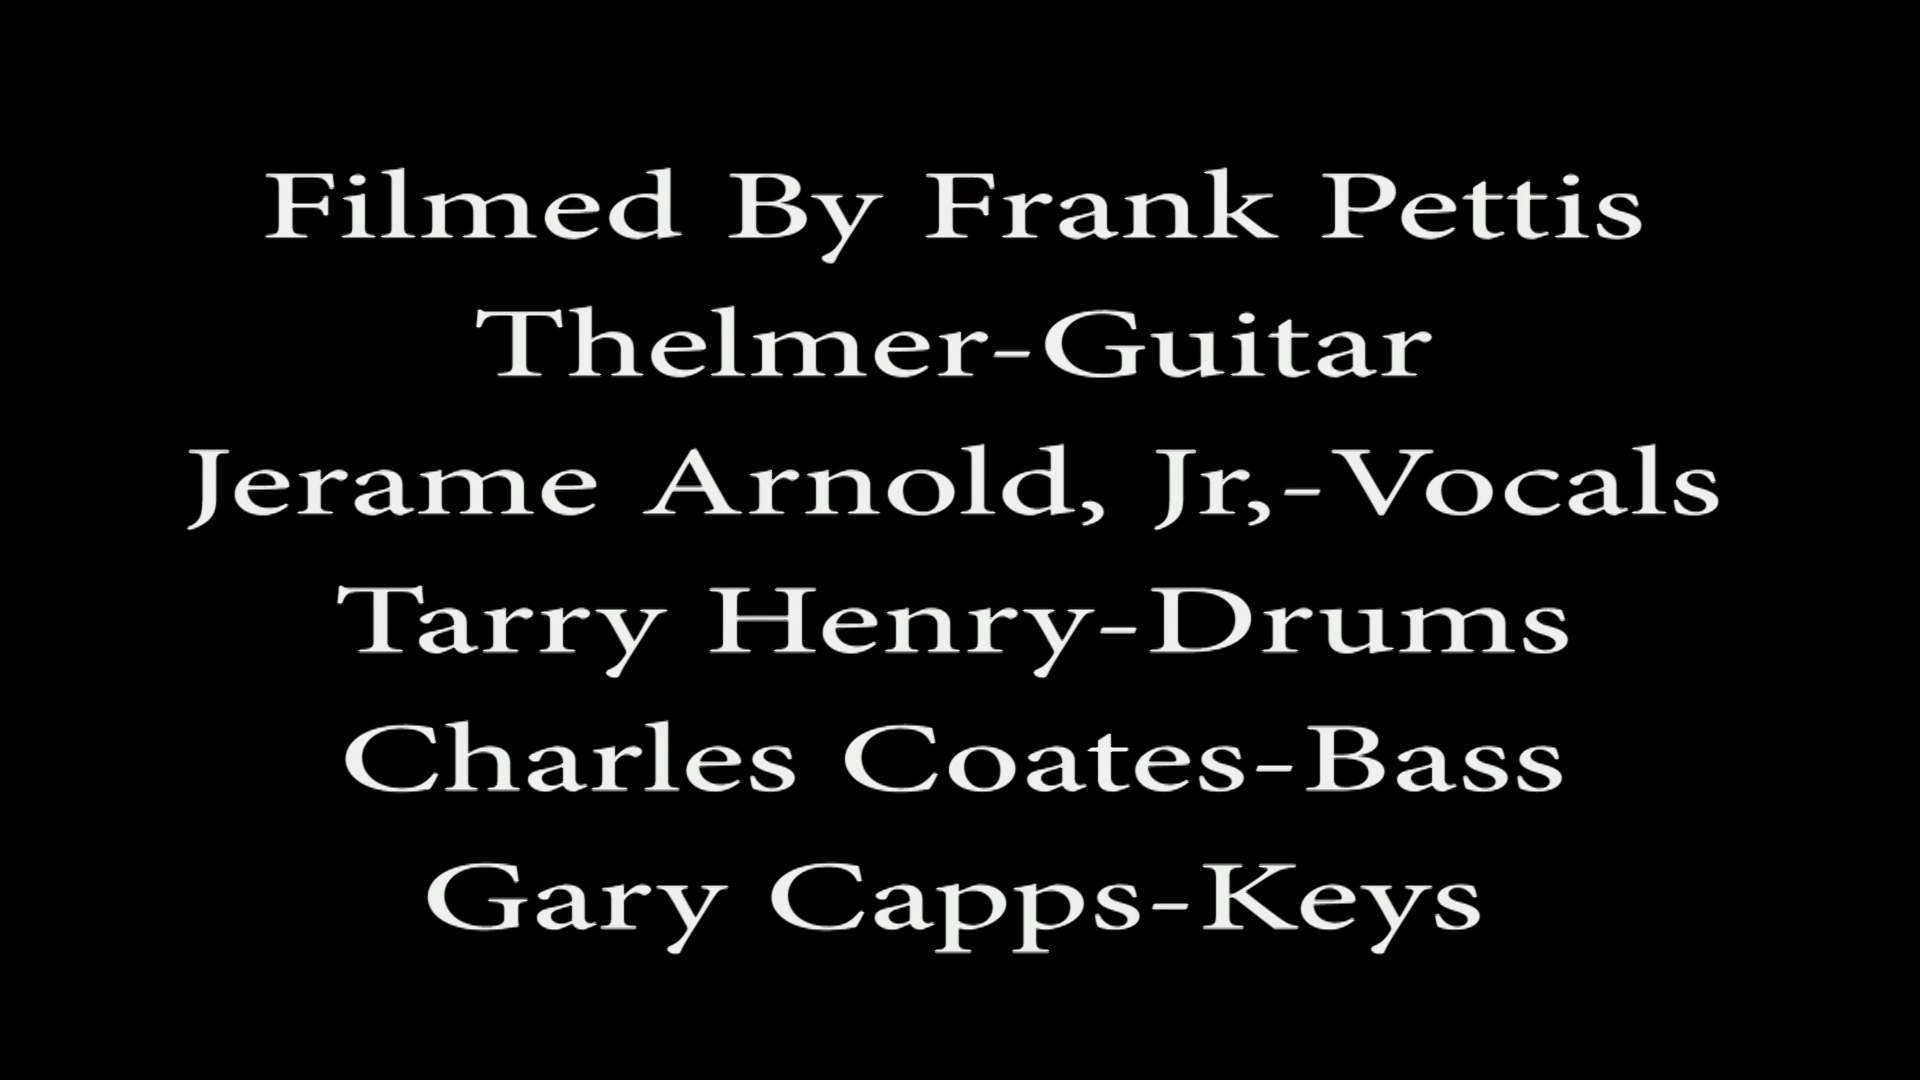 Filmed By Frank Pettis
Thelmer-Guitar
Jerame Arnold, Jr,-Vocals
Tarry Henry-Drums
Charles Coates-Bass
Gary Capps-Keys